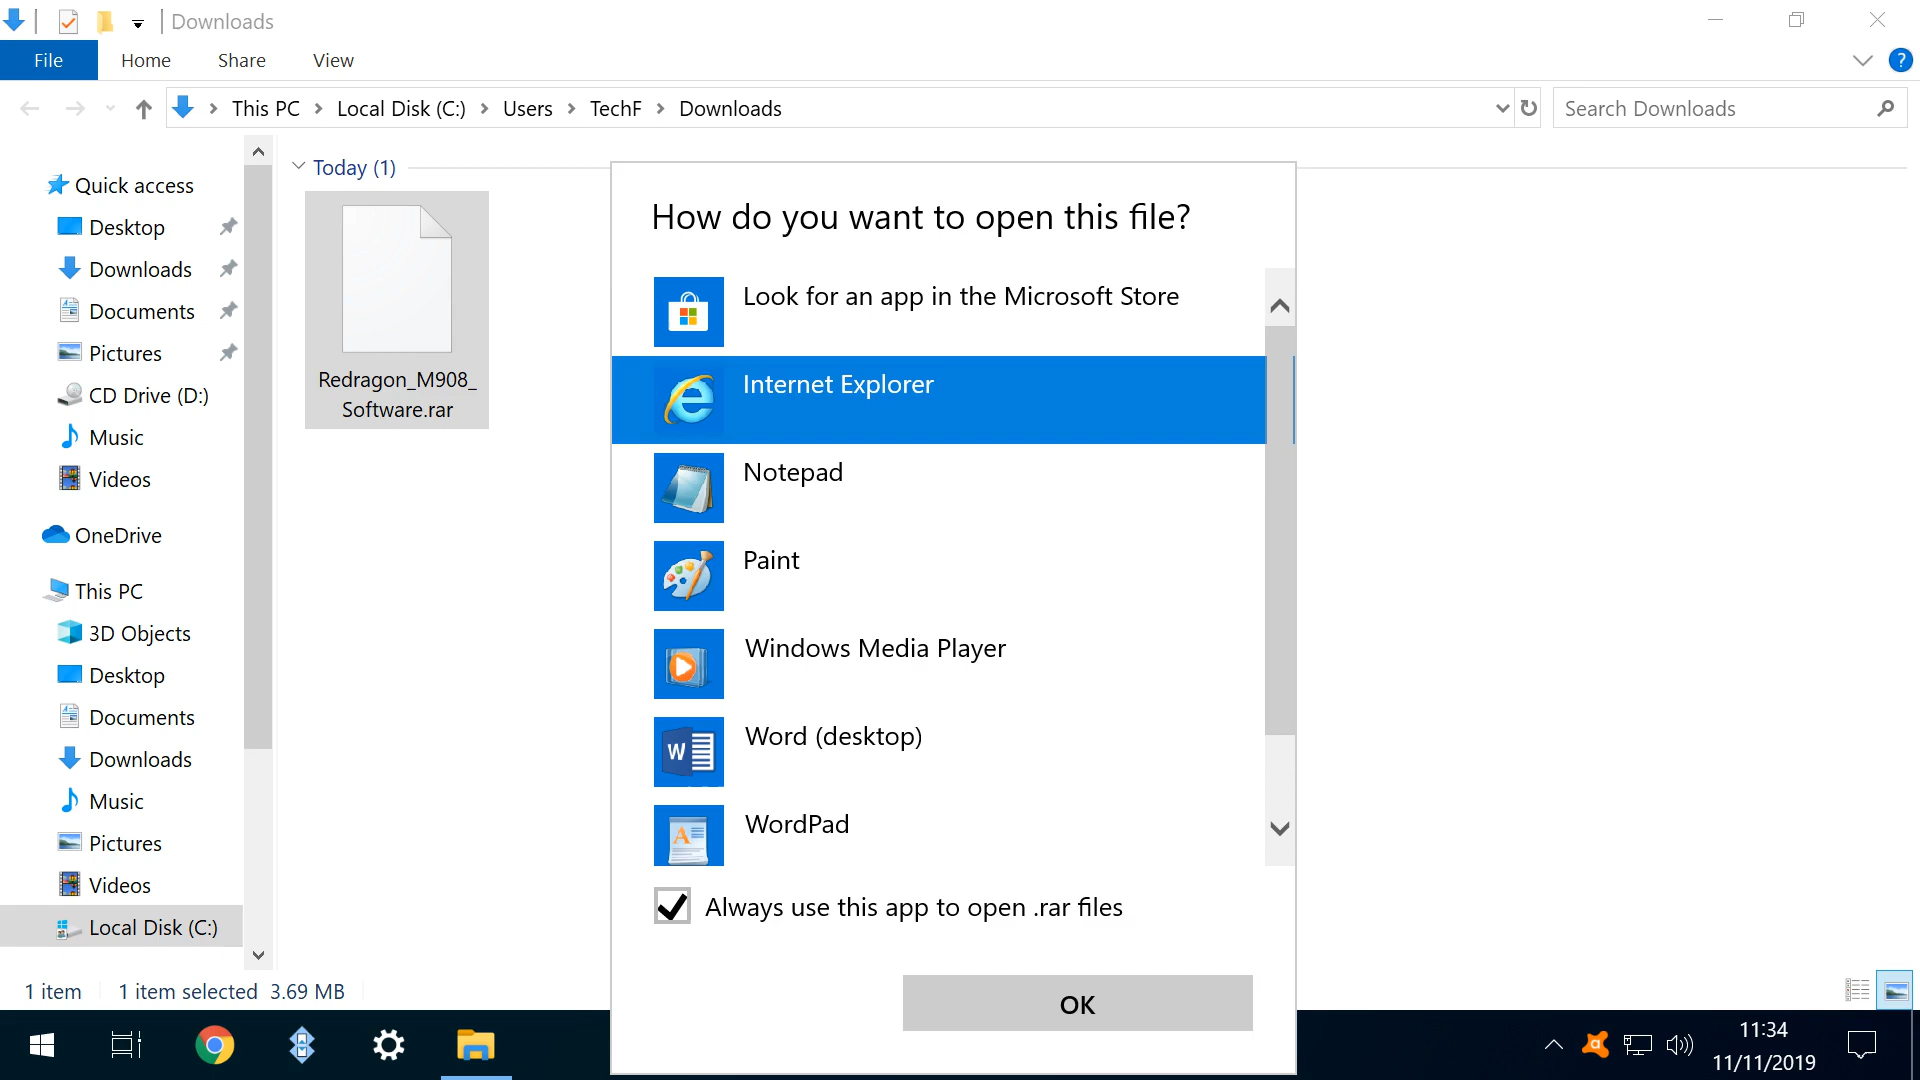 Downloads
File Home Share View
?
This PC Local Disk (C:) Users TechF Downloads
Search Downloads
Quick access
Desktop
Downloads
Documents
Pictures
CD Drive (D:)
Music
Videos
OneDrive
This PC
3D Objects
Desktop
Documents
Downloads
Music
Pictures
Videos
Local Disk (C:)
Today (1)
Redragon_M908_
Software.rar
How do you want to open this file?
Look for an app in the Microsoft Store
Internet Explorer
Notepad
Paint
Windows Media Player
W
Word (desktop)
A
WordPad
Always use this app to open .rar files
OK
1 item 1 item selected 3.69 MB
11:34
11/11/2019